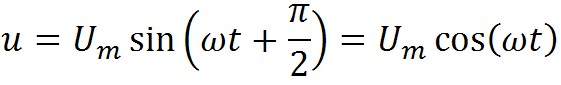 u = U_m sin(ωt + π/2) = U_m cos(ωt)